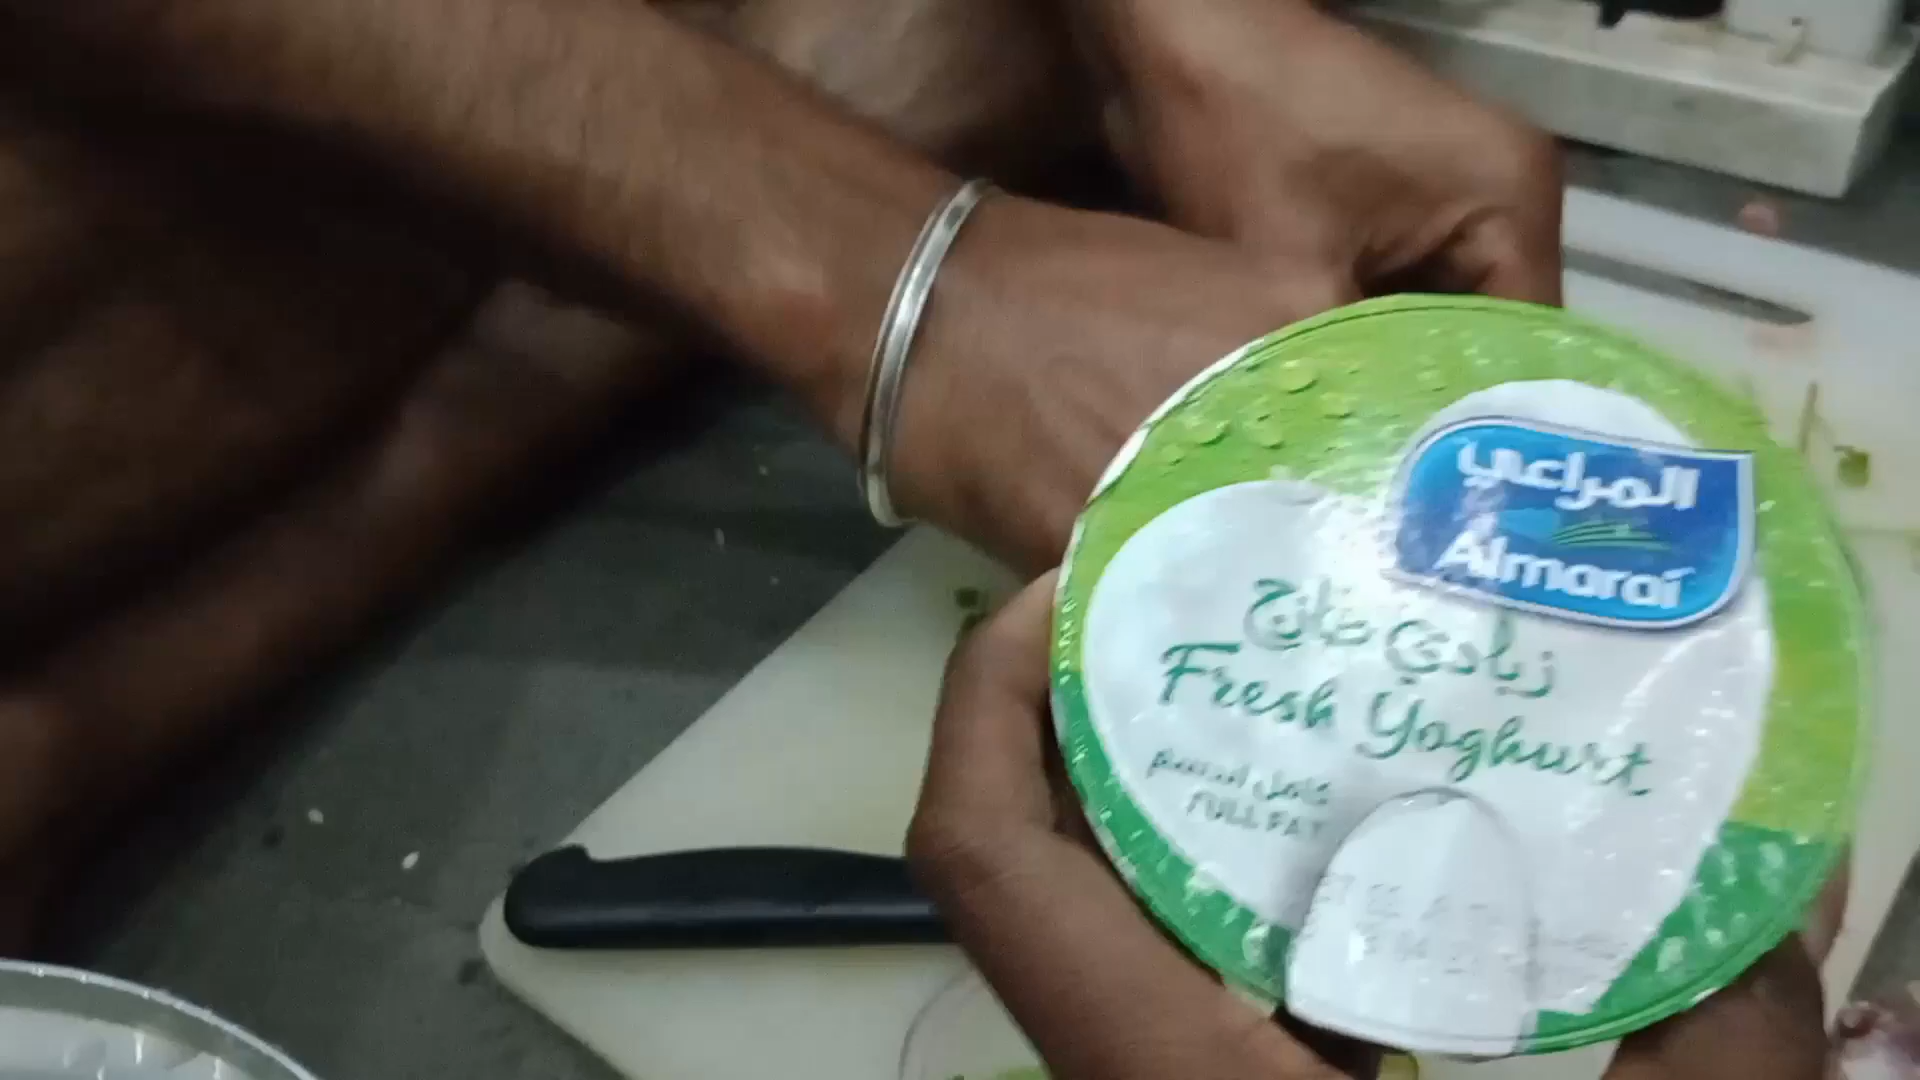 المراعي
Almarai
زبادي طازج
Fresh Yoghurt
كامل الدسم
FULL FAT